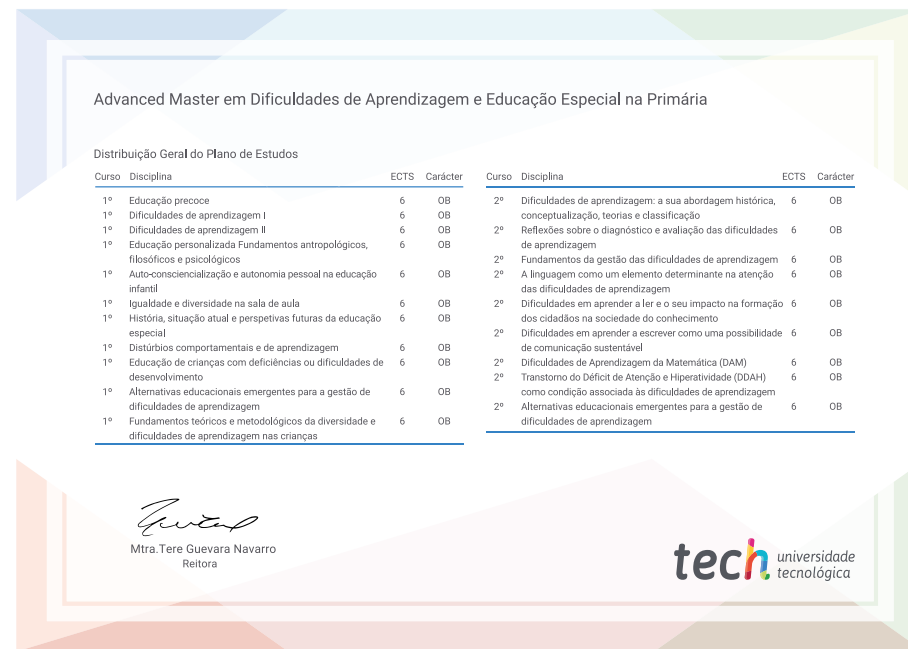 Advanced Master em Dificuldades de Aprendizagem e Educação Especial na Primária
Distribuição Geral do Plano de Estudos
Curso Disciplina ECTS Carácter
1º Educação precoce 6 OB
1º Dificuldades de aprendizagem I 6 OB
1º Dificuldades de aprendizagem II 6 OB
1º Educação personalizada Fundamentos antropológicos, 6 OB
filosóficos e psicológicos
1º Auto-consciencialização e autonomia pessoal na educação 6 OB
infantil
1º Igualdade e diversidade na sala de aula 6 OB
1º História, situação atual e perspetivas futuras da educação 6 OB
especial
1º Distúrbios comportamentais e de aprendizagem 6 OB
1º Educação de crianças com deficiências ou dificuldades de 6 OB
desenvolvimento
1º Alternativas educacionais emergentes para a gestão de 6 OB
dificuldades de aprendizagem
1º Fundamentos teóricos e metodológicos da diversidade e 6 OB
dificuldades de aprendizagem nas crianças
Curso Disciplina ECTS Carácter
2º Dificuldades de aprendizagem: a sua abordagem histórica, 6 OB
conceptualização, teorias e classificação
2º Reflexões sobre o diagnóstico e avaliação das dificuldades 6 OB
de aprendizagem
2º Fundamentos da gestão das dificuldades de aprendizagem 6 OB
2º A linguagem como um elemento determinante na atenção 6 OB
das dificuldades de aprendizagem
2º Dificuldades em aprender a ler e o seu impacto na formação 6 OB
dos cidadãos na sociedade do conhecimento
2º Dificuldades em aprender a escrever como uma possibilidade 6 OB
de comunicação sustentável
2º Dificuldades de Aprendizagem da Matemática (DAM) 6 OB
2º Transtorno do Déficit de Atenção e Hiperatividade (DDAH) 6 OB
como condição associada às dificuldades de aprendizagem
2º Alternativas educacionais emergentes para a gestão de 6 OB
dificuldades de aprendizagem
Mtra.Tere Guevara Navarro
Reitora
tech universidade
tecnológica